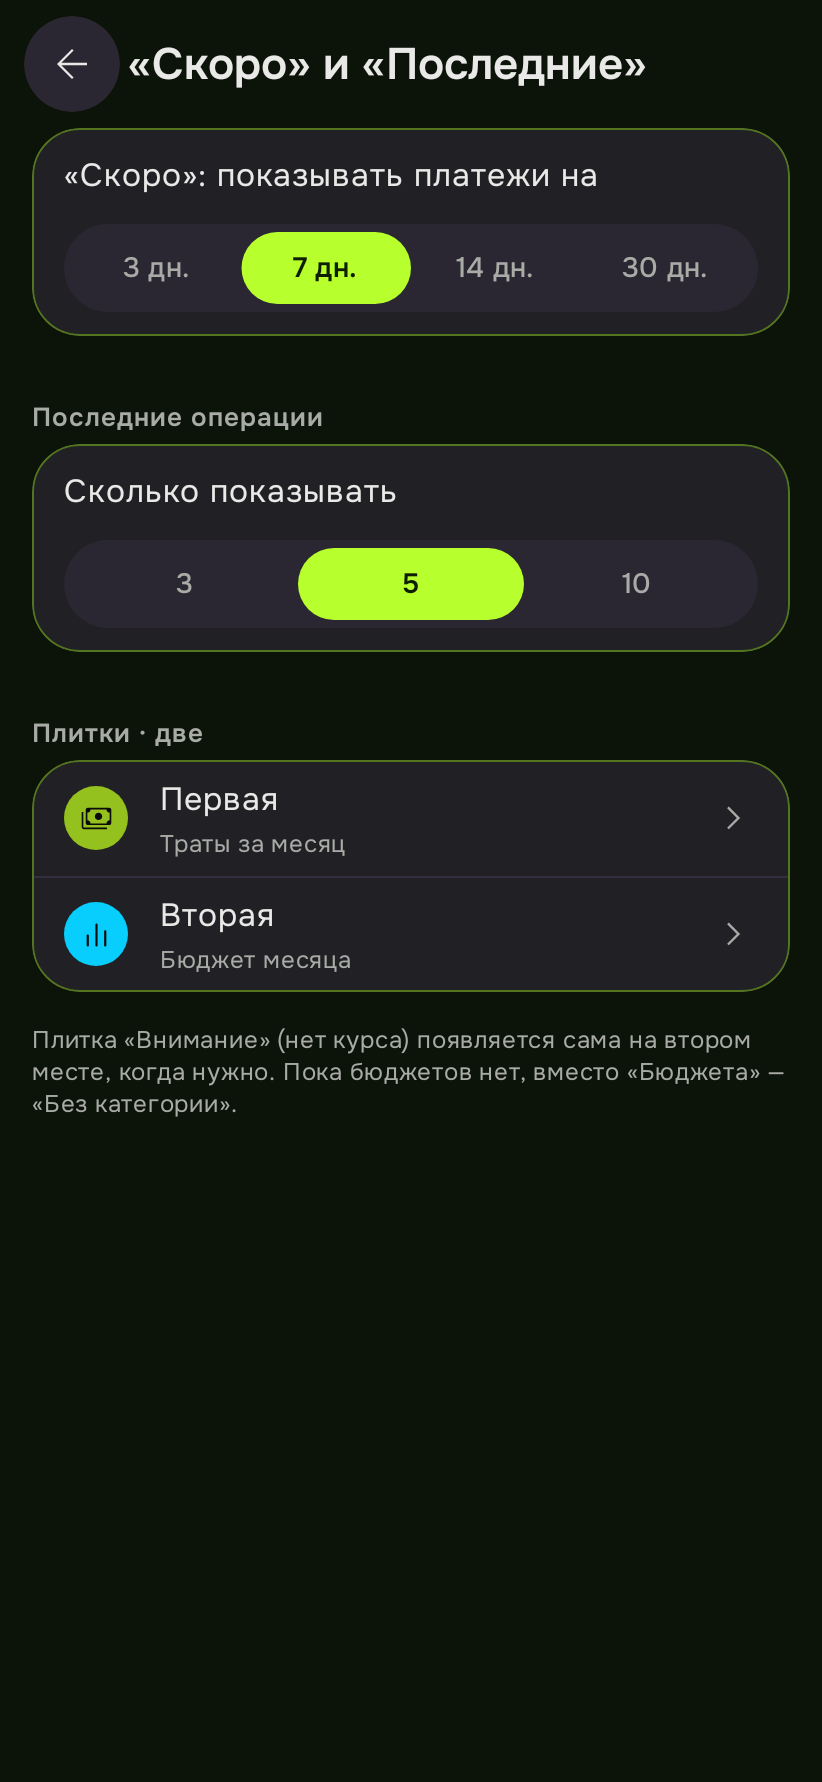 «Скоро» и «Последние»
«Скоро»: показывать платежи на
3 дн.
7 дн.
14 дн.
30 дн.
Последние операции
Сколько показывать
3
5
10
Плитки · две
Первая
Траты за месяц
Вторая
Бюджет месяца
Плитка «Внимание» (нет курса) появляется сама на втором
месте, когда нужно. Пока бюджетов нет, вместо «Бюджета» —
«Без категории».